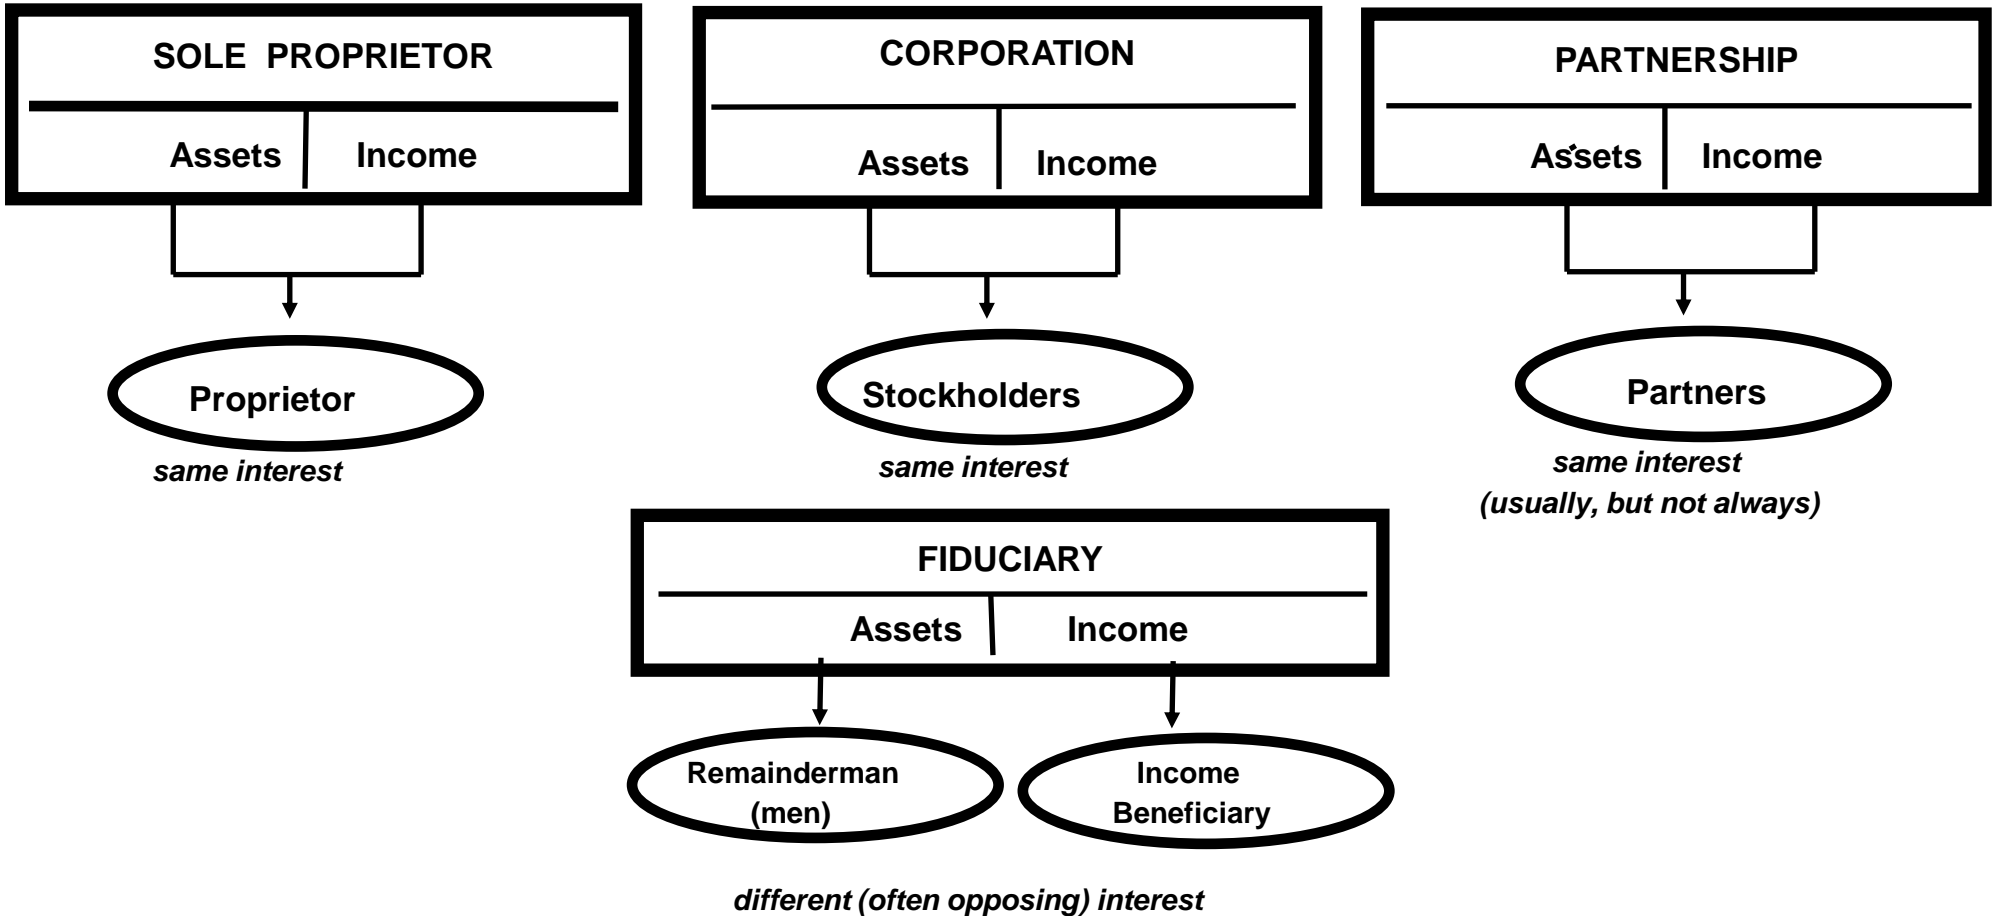 SOLE PROPRIETOR
Assets Income
Proprietor
same interest
CORPORATION
Assets Income
Stockholders
same interest
PARTNERSHIP
Assets Income
Partners
same interest
(usually, but not always)
FIDUCIARY
Assets Income
Remainderman
(men)
Income
Beneficiary
different (often opposing) interest